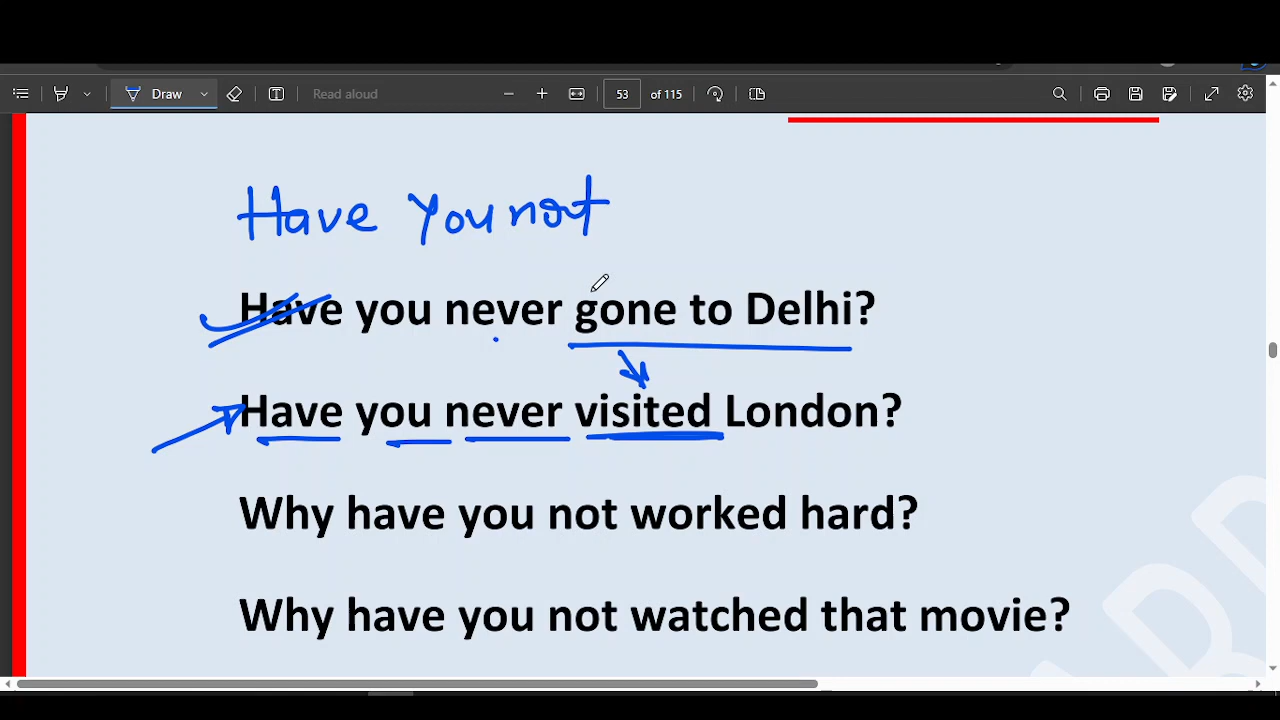 Draw
Read aloud
53 of 115
Have you not
Have you never gone to Delhi?
Have you never visited London?
Why have you not worked hard?
Why have you not watched that movie?